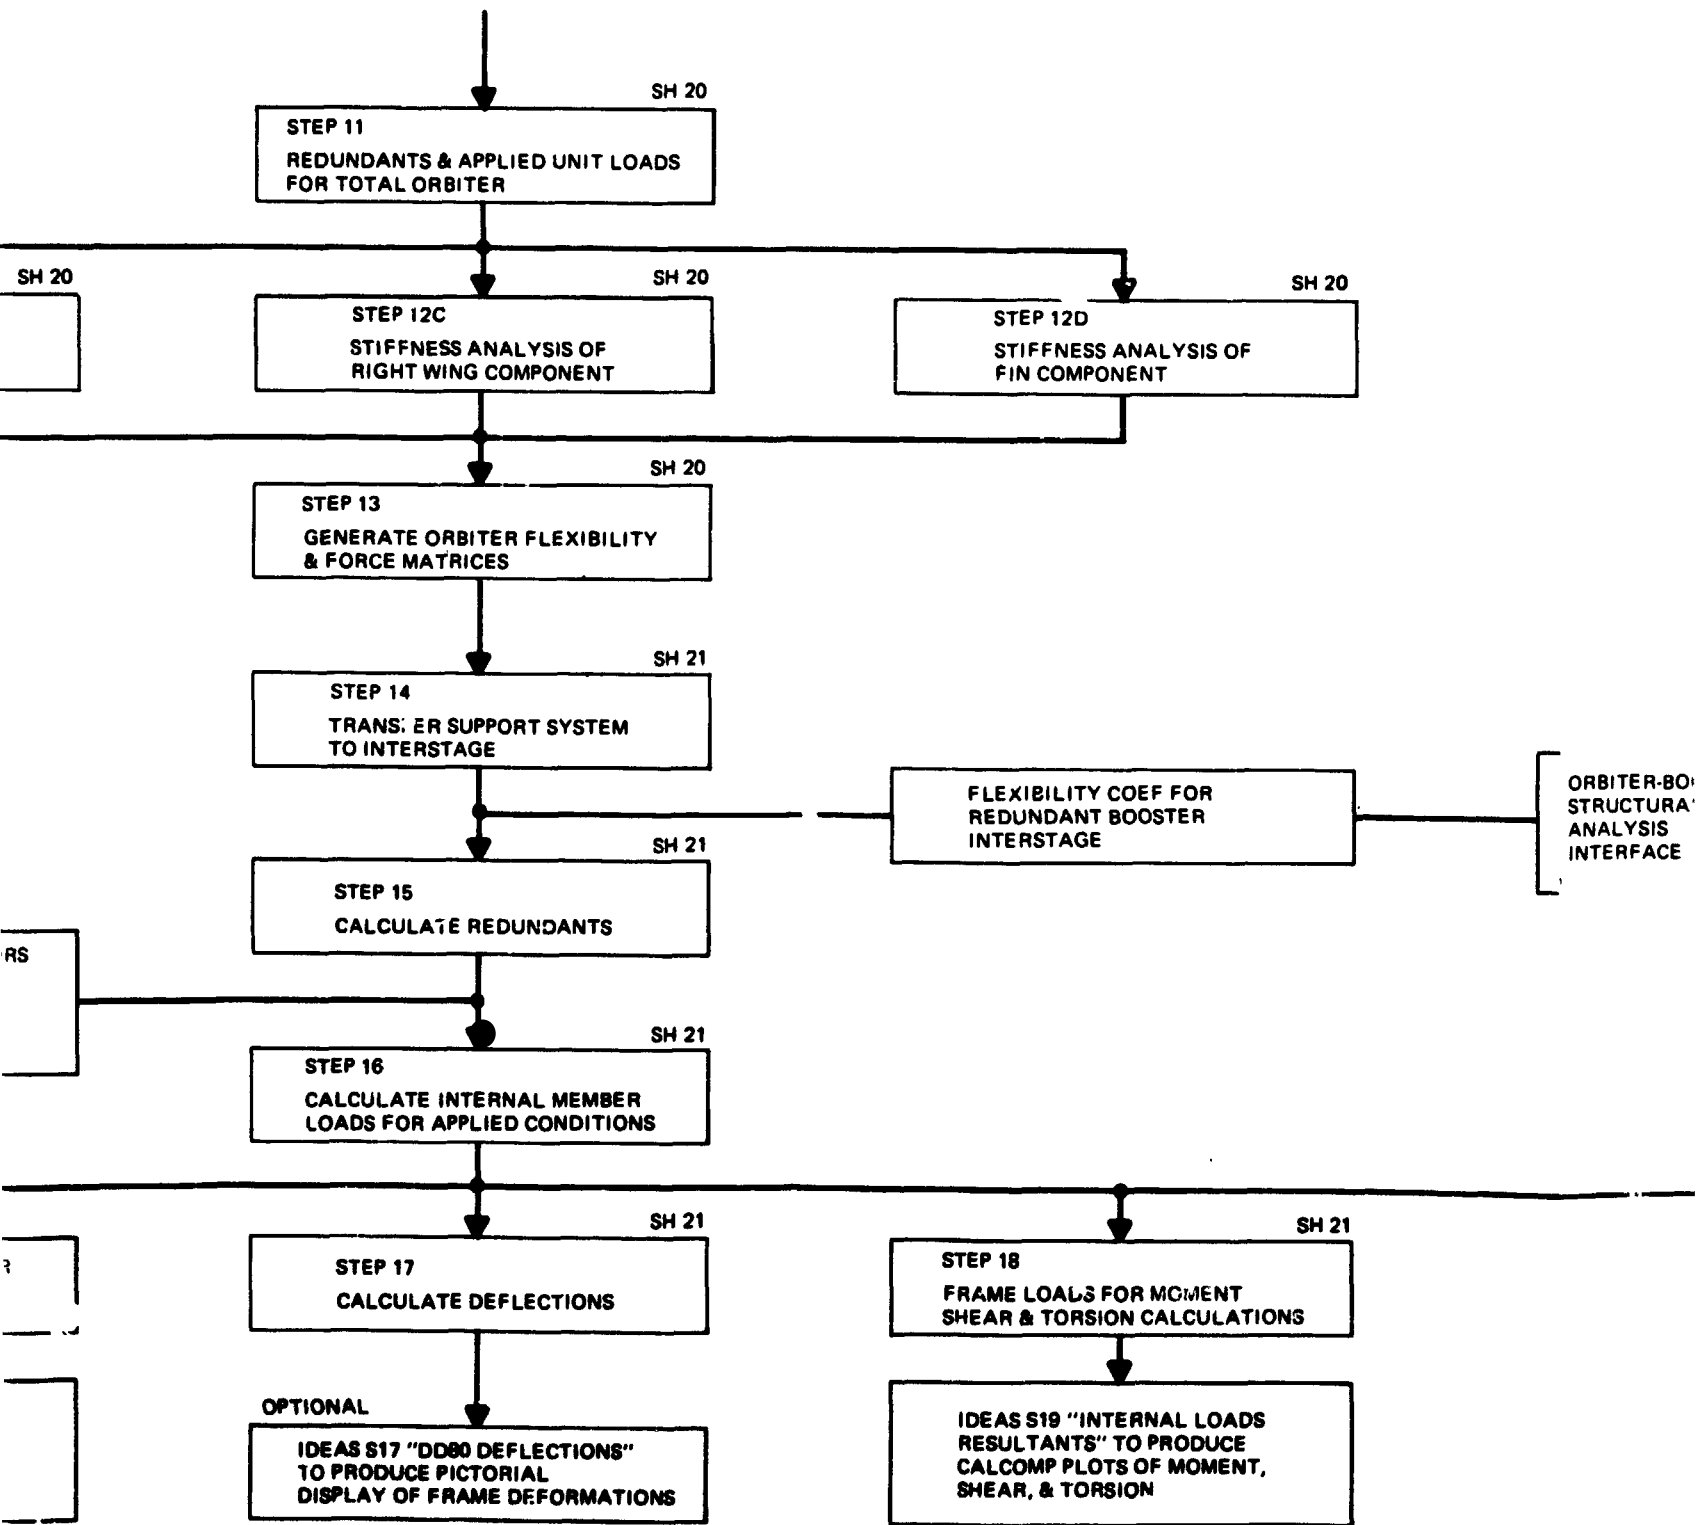 SH 20
STEP 11
REDUNDANTS & APPLIED UNIT LOADS
FOR TOTAL ORBITER
SH 20
SH 20
STEP 12C
STIFFNESS ANALYSIS OF
RIGHT WING COMPONENT
SH 20
STEP 12D
STIFFNESS ANALYSIS OF
FIN COMPONENT
SH 20
STEP 13
GENERATE ORBITER FLEXIBILITY
& FORCE MATRICES
SH 21
STEP 14
TRANSFER SUPPORT SYSTEM
TO INTERSTAGE
FLEXIBILITY COEF FOR
REDUNDANT BOOSTER
INTERSTAGE
ORBITER-BO
STRUCTURA
ANALYSIS
INTERFACE
SH 21
STEP 15
CALCULATE REDUNDANTS
RS
SH 21
STEP 16
CALCULATE INTERNAL MEMBER
LOADS FOR APPLIED CONDITIONS
R
SH 21
STEP 17
CALCULATE DEFLECTIONS
SH 21
STEP 18
FRAME LOADS FOR MOMENT
SHEAR & TORSION CALCULATIONS
OPTIONAL
IDEAS S17 "DD80 DEFLECTIONS"
TO PRODUCE PICTORIAL
DISPLAY OF FRAME DEFORMATIONS
IDEAS S19 "INTERNAL LOADS
RESULTANTS" TO PRODUCE
CALCOMP PLOTS OF MOMENT,
SHEAR, & TORSION